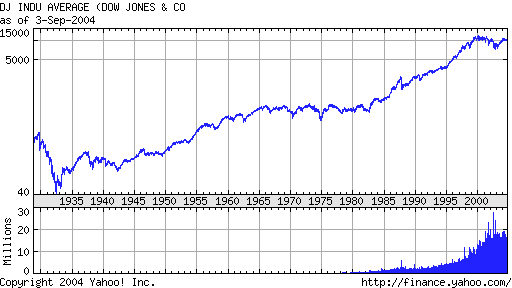 DJ INDU AVERAGE (DOW JONES & CO
as of 3-Sep-2004
15000
5000
40
1935 1940 1945 1950 1955 1960 1965 1970 1975 1980 1985 1990 1995 2000
30
20
10
0
Millions
Copyright 2004 Yahoo! Inc. http://finance.yahoo.com/